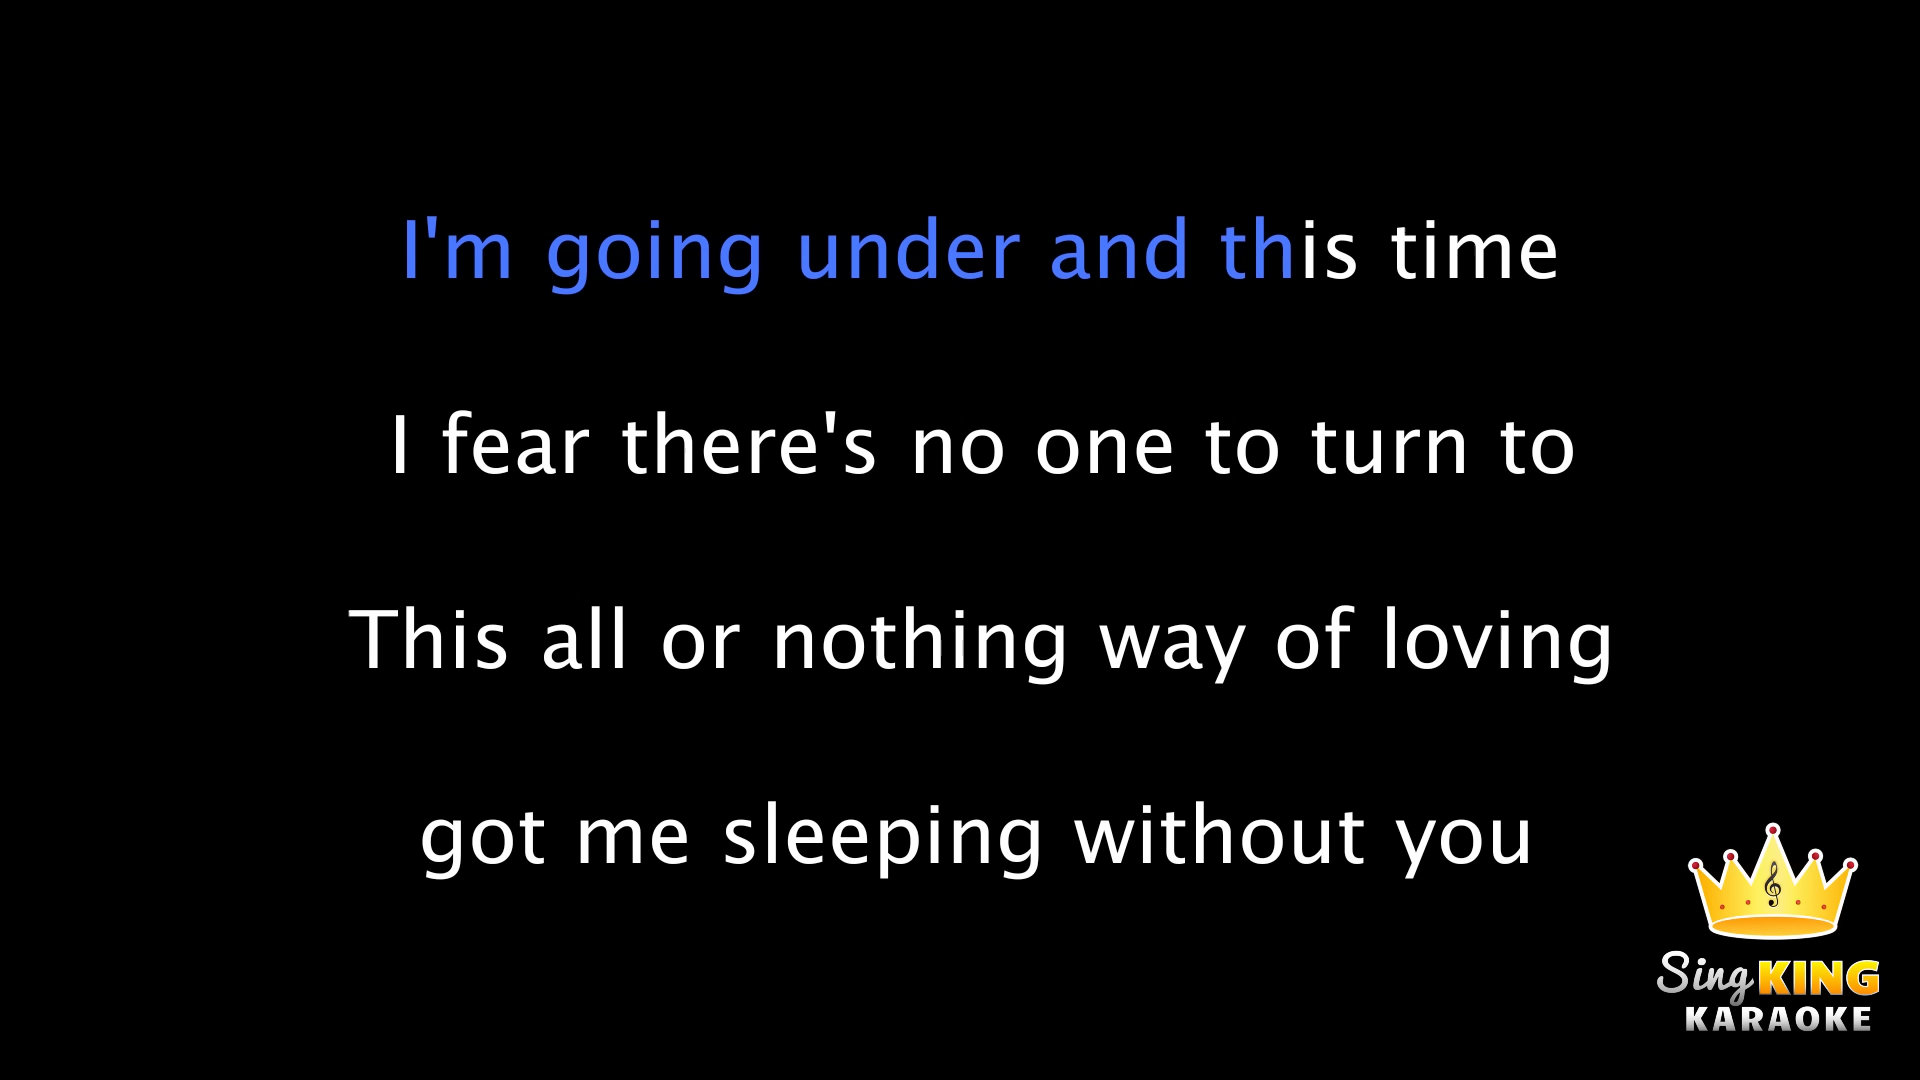 I'm going under and this time
I fear there's no one to turn to
This all or nothing way of loving
got me sleeping without you
Sing KING
KARAOKE